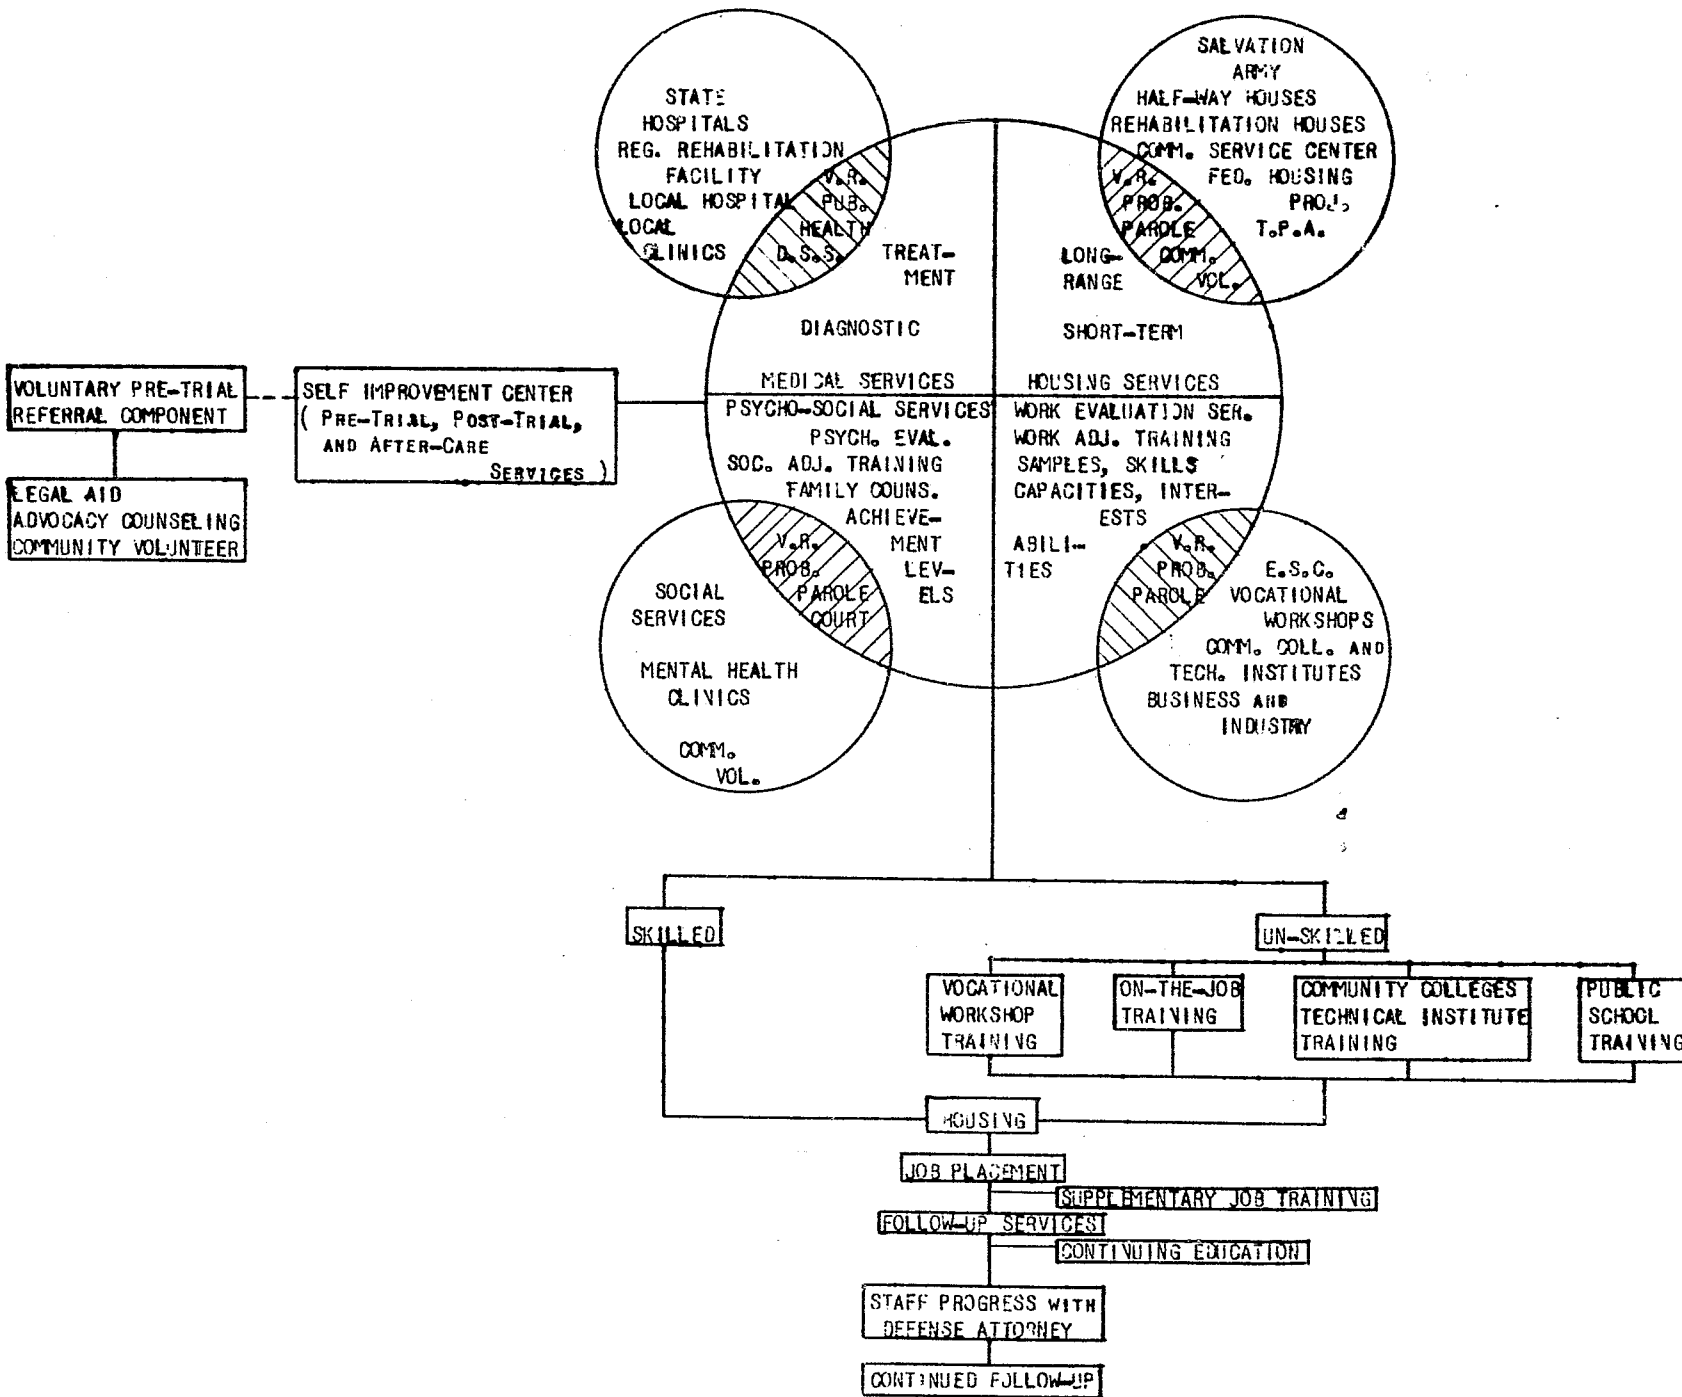 STATE
HOSPITALS
REG. REHABILITATION
FACILITY
LOCAL HOSPITAL
LOCAL
CLINICS
V.R.
PUB.
HEALTH
D.S.S.
SALVATION
ARMY
HALF-WAY HOUSES
REHABILITATION HOUSES
COMM. SERVICE CENTER
FED. HOUSING
PROJ.
T.P.A.
V.R.
PROB.
PAROLE
COMM.
VOL.
TREAT-
MENT
DIAGNOSTIC
MEDICAL SERVICES
LONG-
RANGE
SHORT-TERM
HOUSING SERVICES
VOLUNTARY PRE-TRIAL
REFERRAL COMPONENT
SELF IMPROVEMENT CENTER
( PRE-TRIAL, POST-TRIAL,
AND AFTER-CARE
SERVICES )
LEGAL AID
ADVOCACY COUNSELING
COMMUNITY VOLUNTEER
PSYCHO-SOCIAL SERVICES
PSYCH. EVAL.
SOC. ADJ. TRAINING
FAMILY COUNS.
ACHIEVE-
MENT
LEV-
ELS
WORK EVALUATION SER.
WORK ADJ. TRAINING
SAMPLES, SKILLS
CAPACITIES, INTER-
ESTS
ABILI-
TIES
V.R.
PROB.
PAROLE
COURT
SOCIAL
SERVICES
MENTAL HEALTH
CLINICS
COMM.
VOL.
V.R.
PROB.
PAROLE
E.S.C.
VOCATIONAL
WORKSHOPS
COMM. COLL. AND
TECH. INSTITUTES
BUSINESS AND
INDUSTRY
SKILLED
UN-SKILLED
VOCATIONAL
WORKSHOP
TRAINING
ON-THE-JOB
TRAINING
COMMUNITY COLLEGES
TECHNICAL INSTITUTE
TRAINING
PUBLIC
SCHOOL
TRAINING
HOUSING
JOB PLACEMENT
SUPPLEMENTARY JOB TRAINING
FOLLOW-UP SERVICES
CONTINUING EDUCATION
STAFF PROGRESS WITH
DEFENSE ATTORNEY
CONTINUED FOLLOW-UP